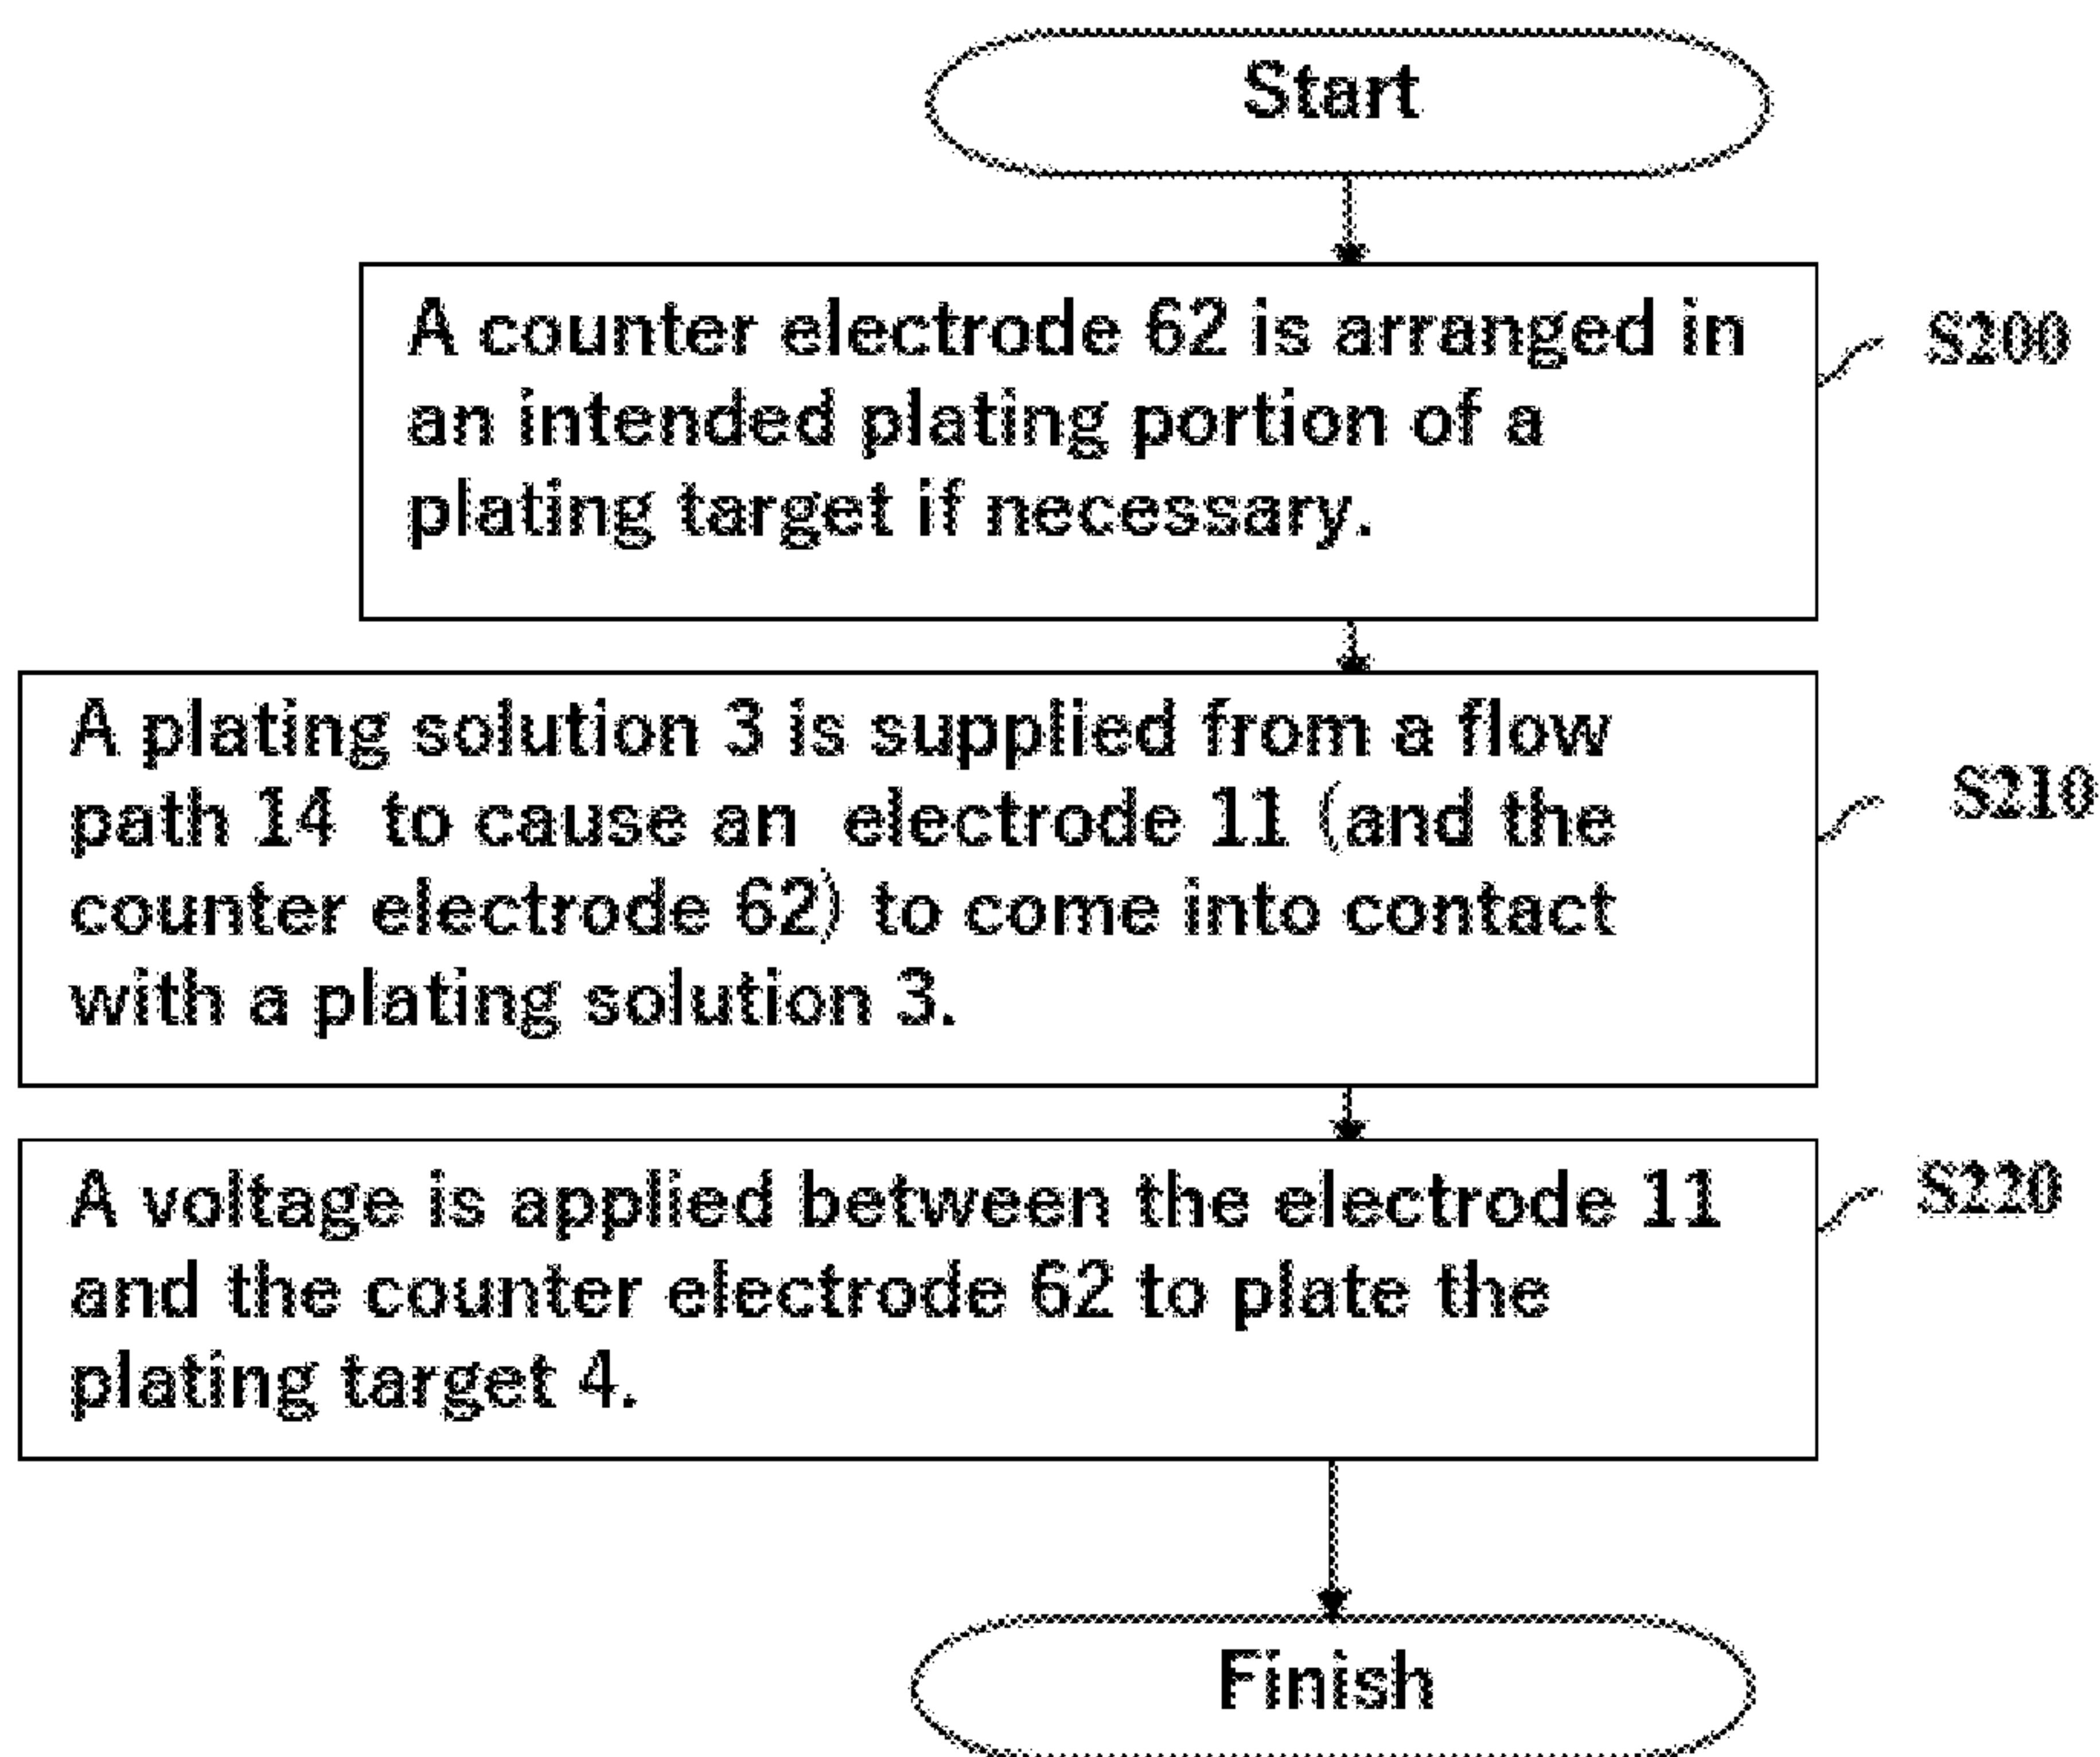 Start
A counter electrode 62 is arranged in
an intended plating portion of a
plating target if necessary.
S200
A plating solution 3 is supplied from a flow
path 14 to cause an electrode 11 (and the
counter electrode 62) to come into contact
with a plating solution 3.
S210
A voltage is applied between the electrode 11
and the counter electrode 62 to plate the
plating target 4.
S220
Finish